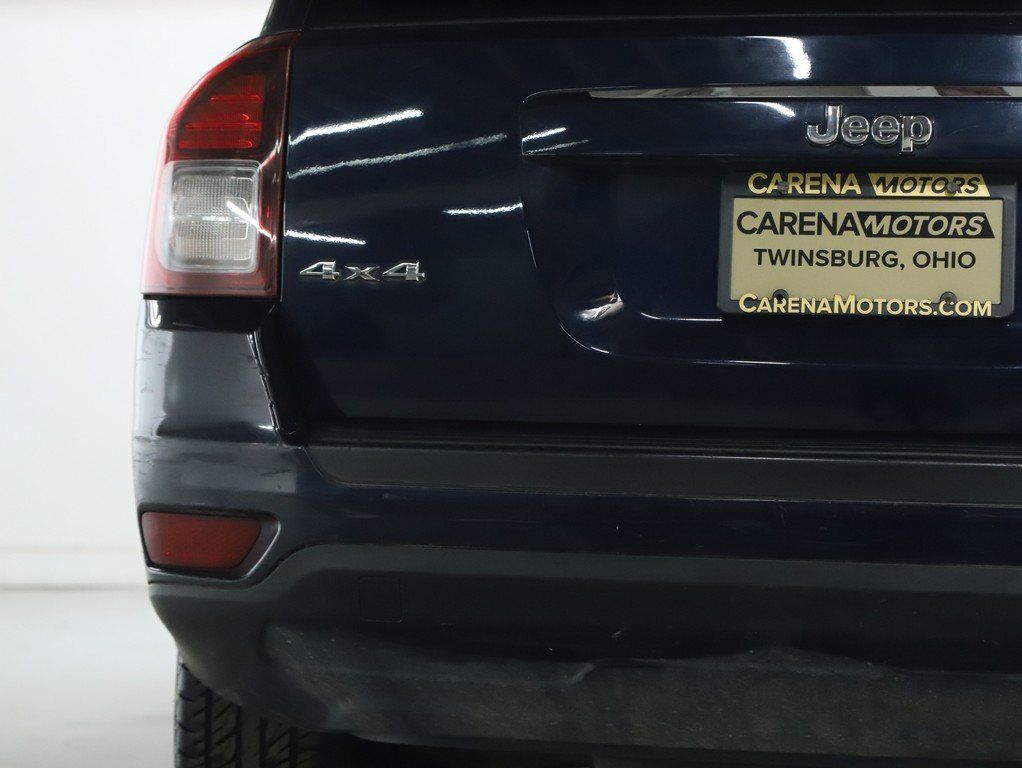 Jeep
CARENA MOTORS
CARENA MOTORS
TWINSBURG, OHIO
4x4
CARENAMOTORS.COM